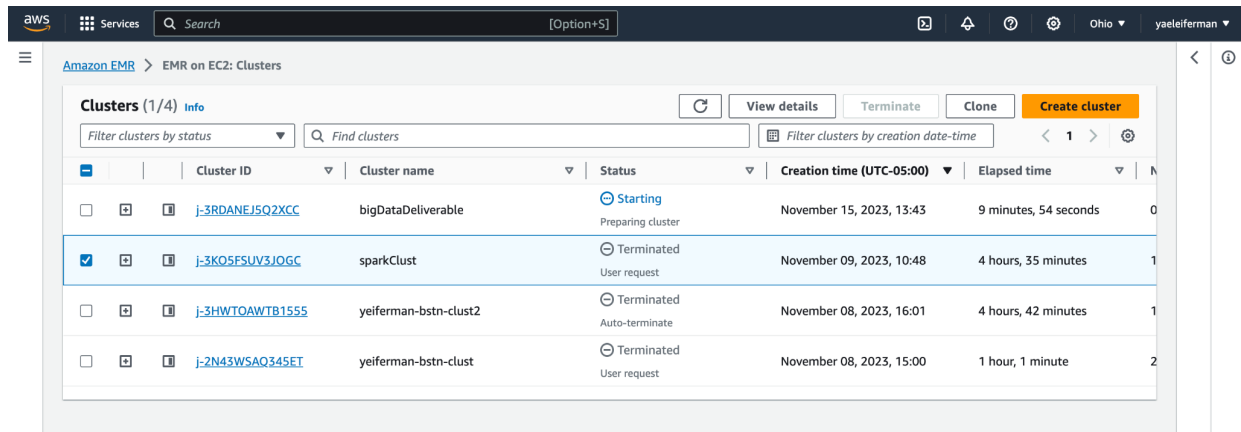 aws Services Search [Option+S] Ohio ▼ yaeleiferman ▼
Amazon EMR > EMR on EC2: Clusters
Clusters (1/4) Info View details Terminate Clone Create cluster
Filter clusters by status Find clusters Filter clusters by creation date-time < 1 >
Cluster ID Cluster name Status Creation time (UTC-05:00) Elapsed time N
j-3RDANEJ5Q2XCC bigDataDeliverable Starting November 15, 2023, 13:43 9 minutes, 54 seconds 0
Preparing cluster
j-3KO5FSUV3JOGC sparkClust Terminated November 09, 2023, 10:48 4 hours, 35 minutes 1
User request
j-3HWTOAWTB1555 yeiferman-bstn-clust2 Terminated November 08, 2023, 16:01 4 hours, 42 minutes 1
Auto-terminate
j-2N43WSAQ345ET yeiferman-bstn-clust Terminated November 08, 2023, 15:00 1 hour, 1 minute 2
User request